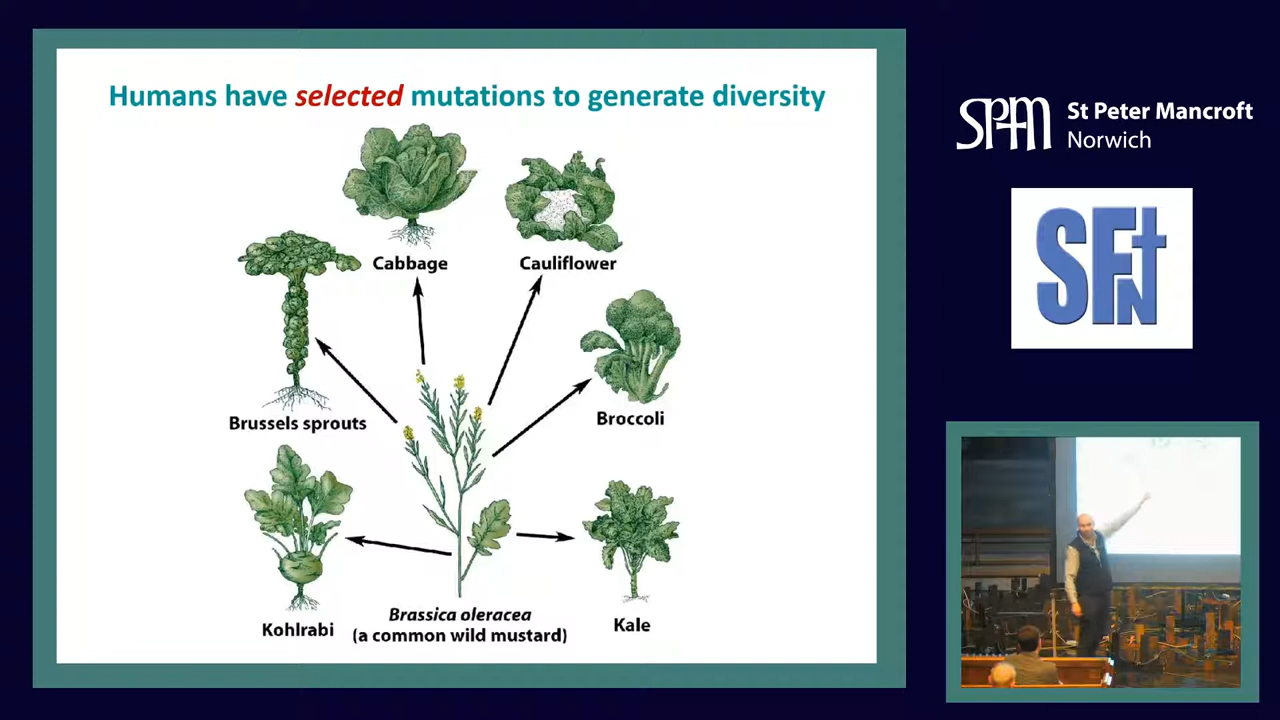 Humans have selected mutations to generate diversity
Cabbage
Cauliflower
Brussels sprouts
Broccoli
Kohlrabi
Brassica oleracea
(a common wild mustard)
Kale
SPM
St Peter Mancroft
Norwich
SFN